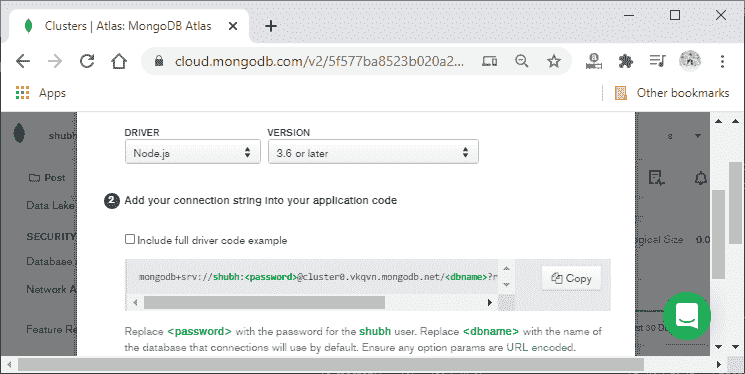 Clusters | Atlas: MongoDB Atlas
cloud.mongodb.com/v2/5f577ba8523b020a2...
Apps
Other bookmarks
DRIVER VERSION
shubh s
Node.js 3.6 or later
Post
2 Add your connection string into your application code
Data Lake
SECURITY
Include full driver code example
ogical Size 0.0
Database
mongodb+srv://shubh:<password>@cluster0.vkqvn.mongodb.net/<dbname>?r
Copy
Network A
Feature Re
Replace <password> with the password for the shubh user. Replace <dbname> with the name of
st 30 D
the database that connections will use by default. Ensure any option params are URL encoded.